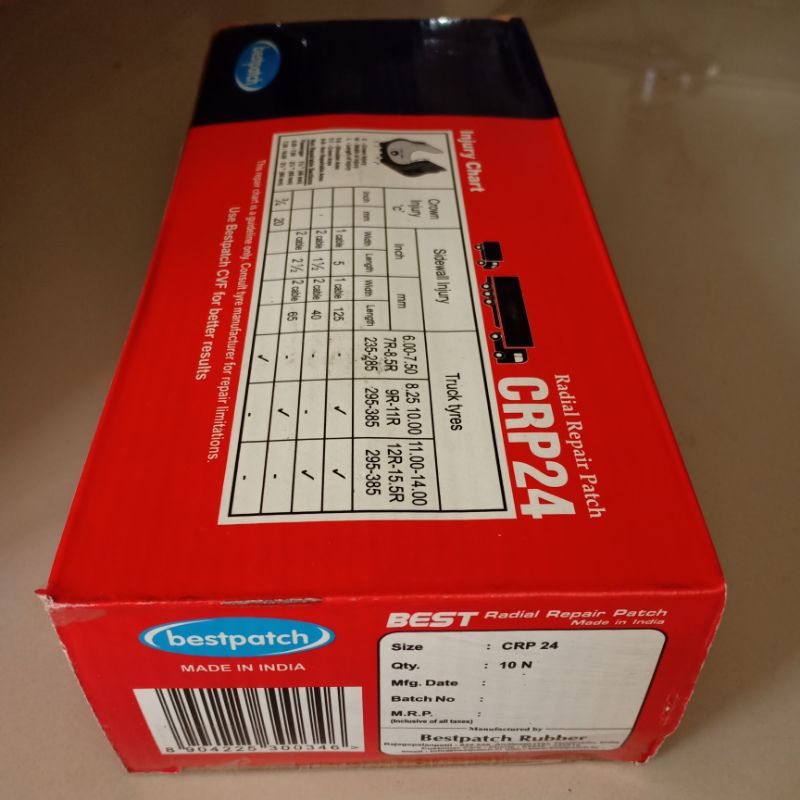 bestpatch
Radial Repair Patch
CRP24
Injury Chart
Crown Injury 'c'
Sidewall Injury
Truck tyres
Inch
mm
6.00-7.50
7R-8.5R
235-285
8.25 10.00
9R-11R
295-385
11.00-14.00
12R-15.5R
295-385
Inch mm Width Length Width Length
1 cable 5 1 cable 125 - ✓ ✓
- 2 cable 1½ 2 cable 40 - - ✓
2 cable 2½ 2 cable 65 - ✓ -
¾ 20 ✓ - -
This repair chart is a guideline only. Consult tyre manufacturer for repair limitations.
Use Bestpatch CVF for better results
bestpatch
MADE IN INDIA
8 904225 300346 >
BEST Radial Repair Patch
Made in India
Size : CRP 24
Qty. : 10 N
Mfg. Date :
Batch No :
M.R.P. :
(Inclusive of all taxes)
Manufactured by
Bestpatch Rubber